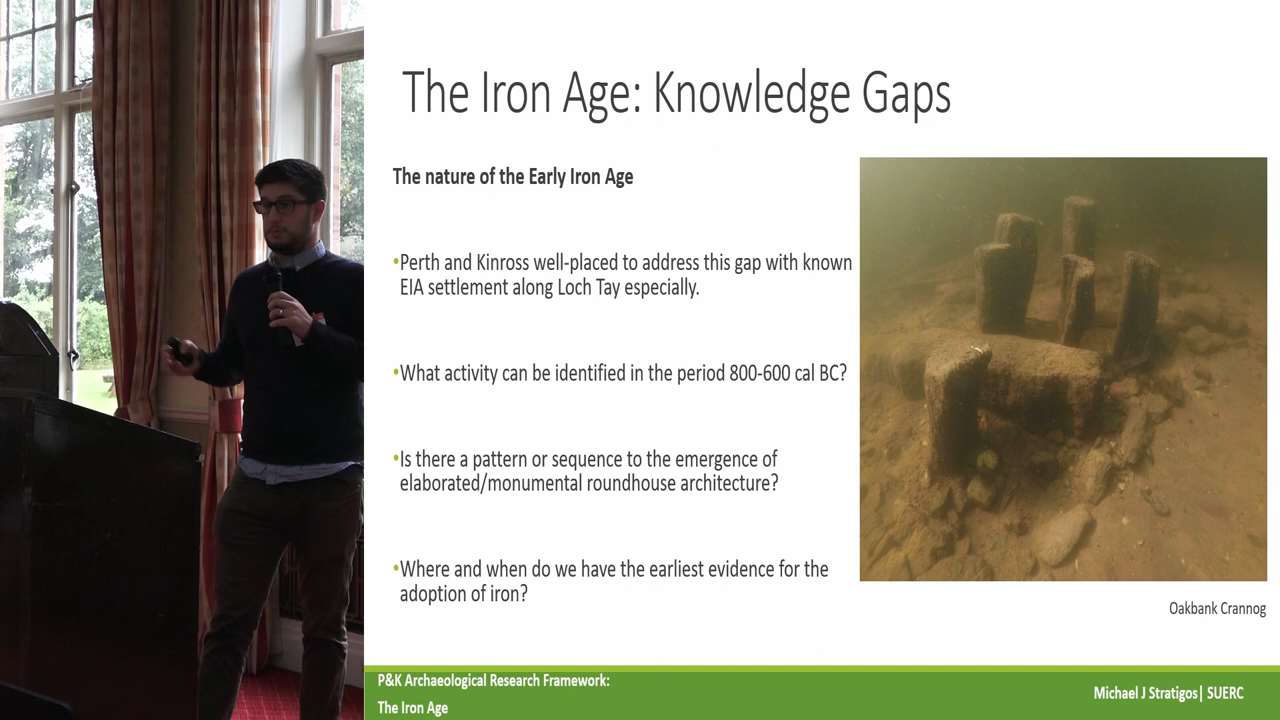 The Iron Age: Knowledge Gaps
The nature of the Early Iron Age
•Perth and Kinross well-placed to address this gap with known
EIA settlement along Loch Tay especially.
•What activity can be identified in the period 800-600 cal BC?
•Is there a pattern or sequence to the emergence of
elaborated/monumental roundhouse architecture?
•Where and when do we have the earliest evidence for the
adoption of iron?
Oakbank Crannog
P&K Archaeological Research Framework:
The Iron Age
Michael J Stratigos| SUERC